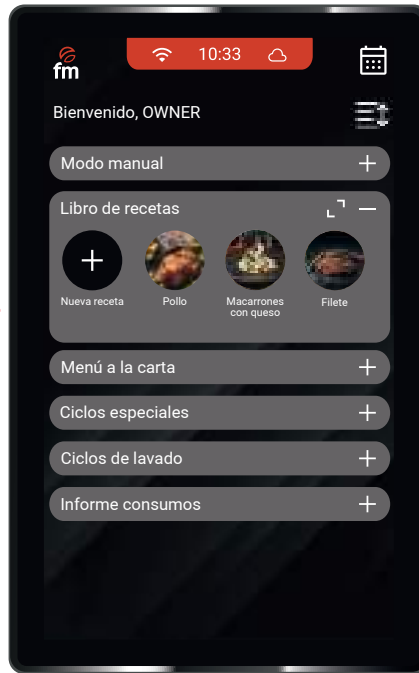 fm
10:33
Bienvenido, OWNER
Modo manual
Libro de recetas
Nueva receta
Pollo
Macarrones
con queso
Filete
Menú a la carta
Ciclos especiales
Ciclos de lavado
Informe consumos